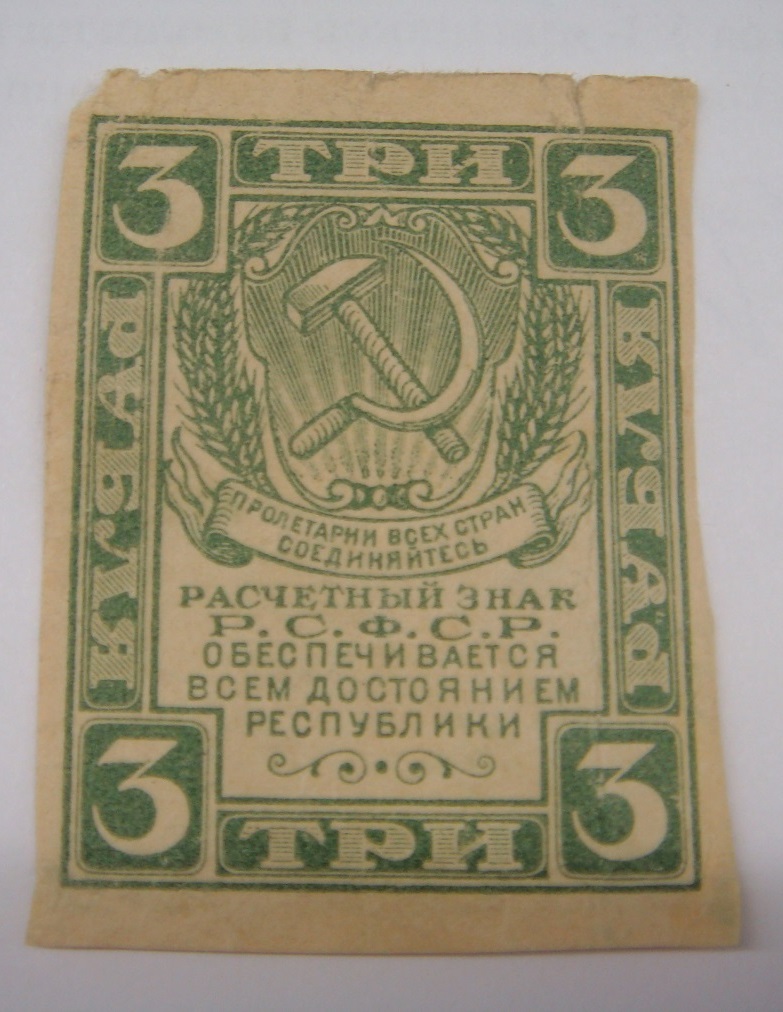 3 ТРИ 3
РУБЛЯ
РУБЛЯ
ПРОЛЕТАРИИ ВСЕХ СТРАН
СОЕДИНЯЙТЕСЬ
РАСЧЕТНЫЙ ЗНАК
Р. С. Ф. С. Р.
ОБЕСПЕЧИВАЕТСЯ
ВСЕМ ДОСТОЯНИЕМ
РЕСПУБЛИКИ
3 ТРИ 3